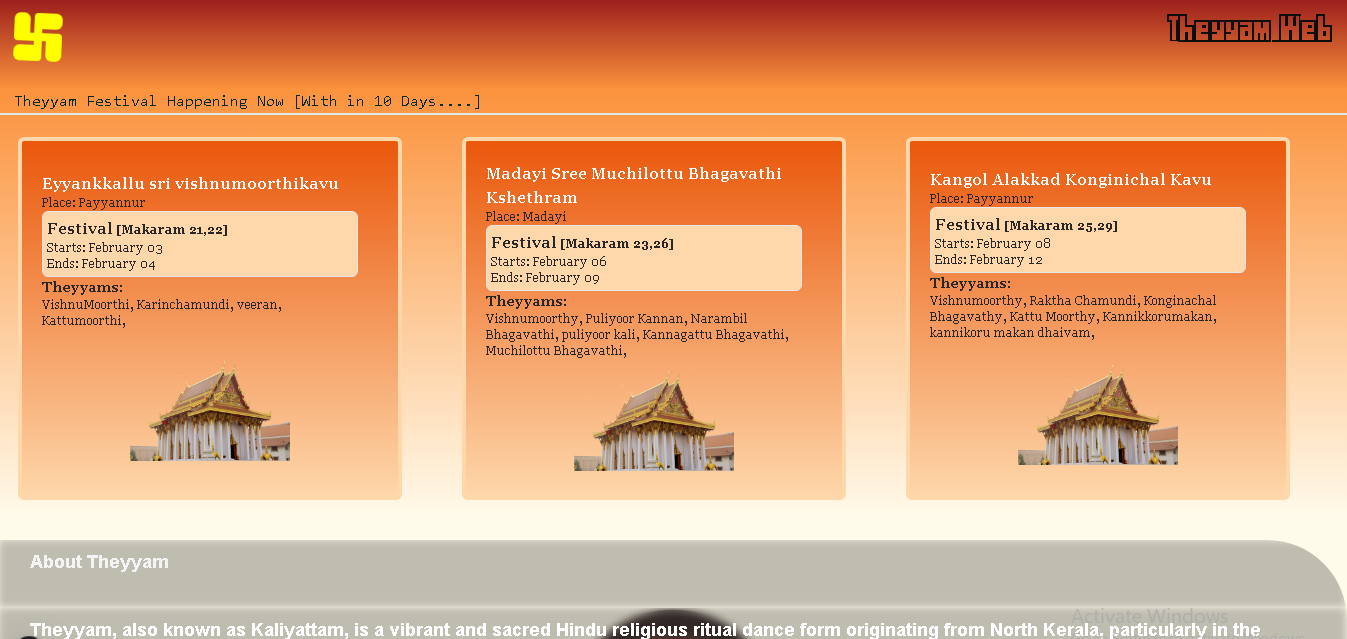 Theyyam Web
Theyyam Festival Happening Now [With in 10 Days....]
Eyyankkallu sri vishnumoorthikavu
Place: Payyannur
Festival [Makaram 21,22]
Starts: February 03
Ends: February 04
Theyyams:
VishnuMoorthi, Karinchamundi, veeran,
Kattumoorthi,
Madayi Sree Muchilottu Bhagavathi
Kshethram
Place: Madayi
Festival [Makaram 23,26]
Starts: February 06
Ends: February 09
Theyyams:
Vishnumoorthy, Puliyoor Kannan, Narambil
Bhagavathi, puliyoor kali, Kannagattu Bhagavathi,
Muchilottu Bhagavathi,
Kangol Alakkad Konginichal Kavu
Place: Payyannur
Festival [Makaram 25,29]
Starts: February 08
Ends: February 12
Theyyams:
Vishnumoorthy, Raktha Chamundi, Konginachal
Bhagavathy, Kattu Moorthy, Kannikkorumakan,
kannikoru makan dhaivam,
About Theyyam
Activate Windows
Theyyam, also known as Kaliyattam, is a vibrant and sacred Hindu religious ritual dance form originating from North Kerala, particularly in the